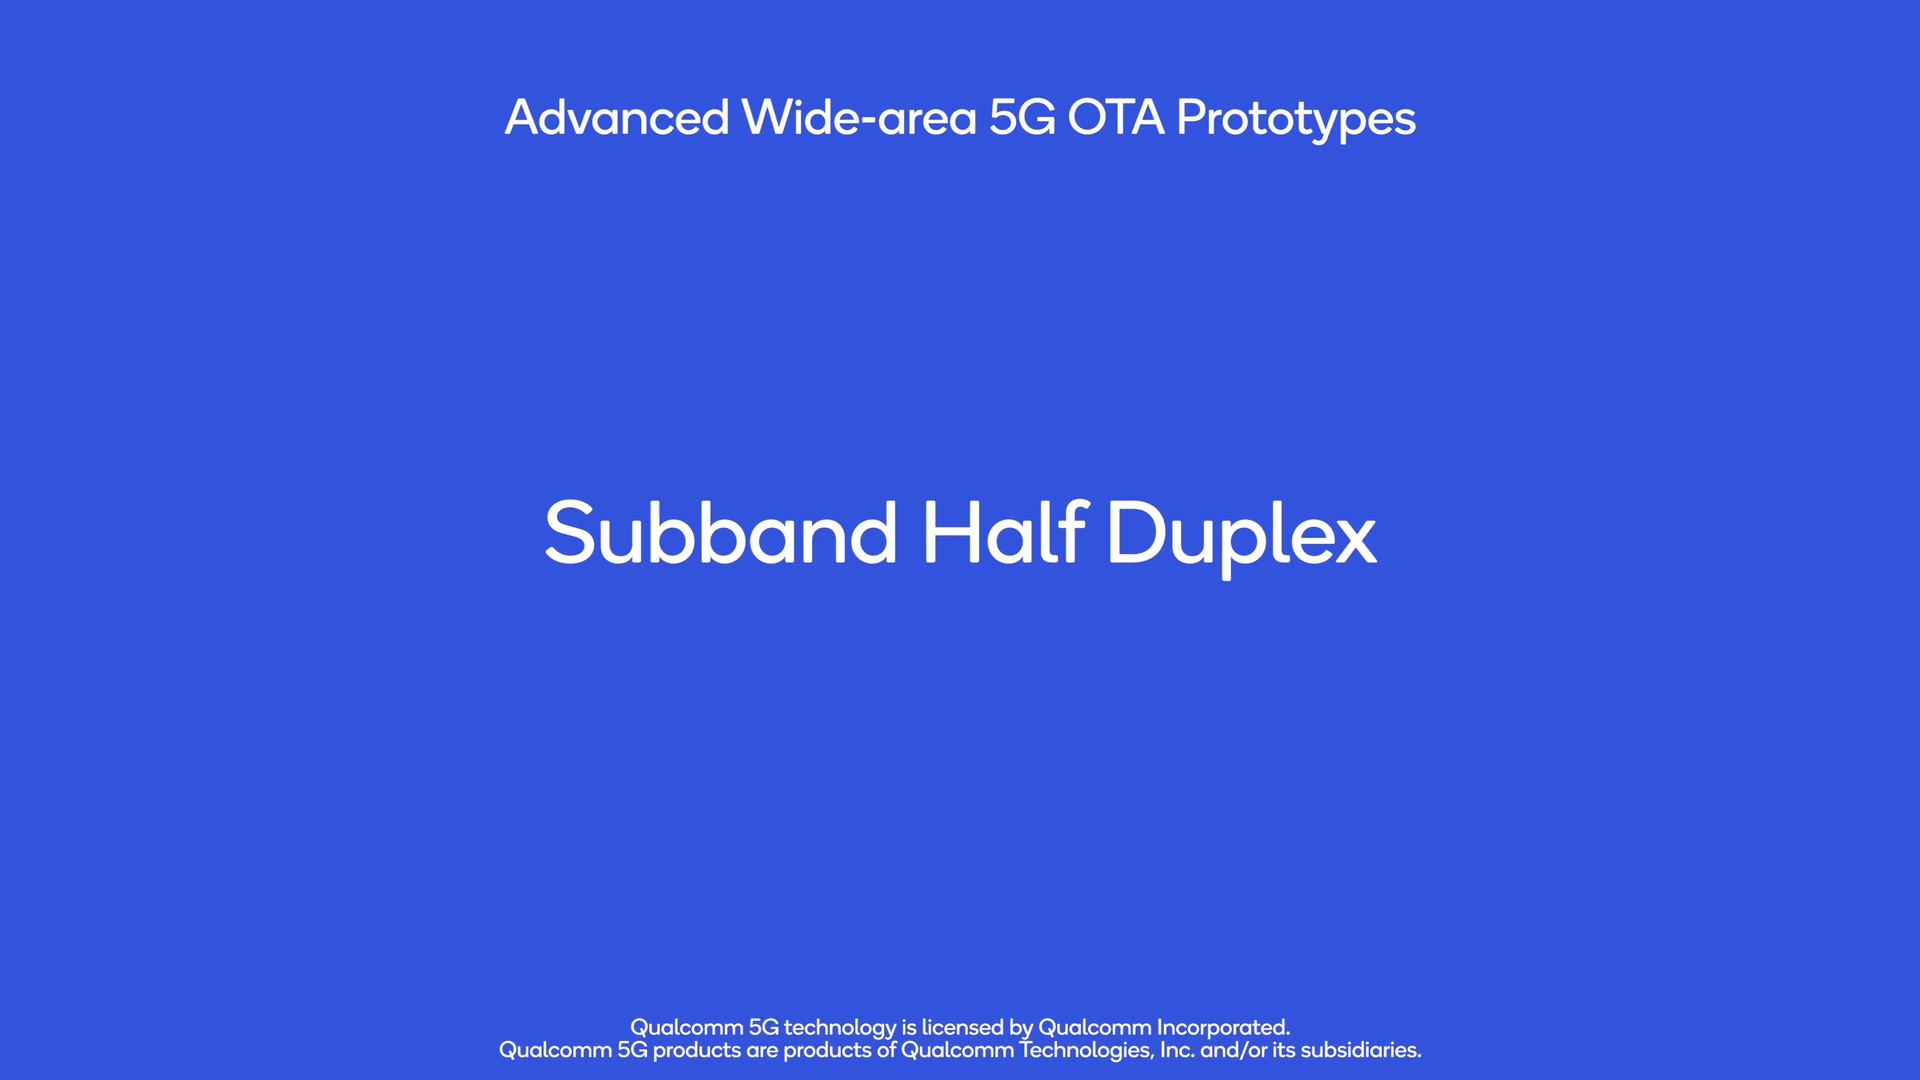 Advanced Wide-area 5G OTA Prototypes
Subband Half Duplex
Qualcomm 5G technology is licensed by Qualcomm Incorporated.
Qualcomm 5G products are products of Qualcomm Technologies, Inc. and/or its subsidiaries.